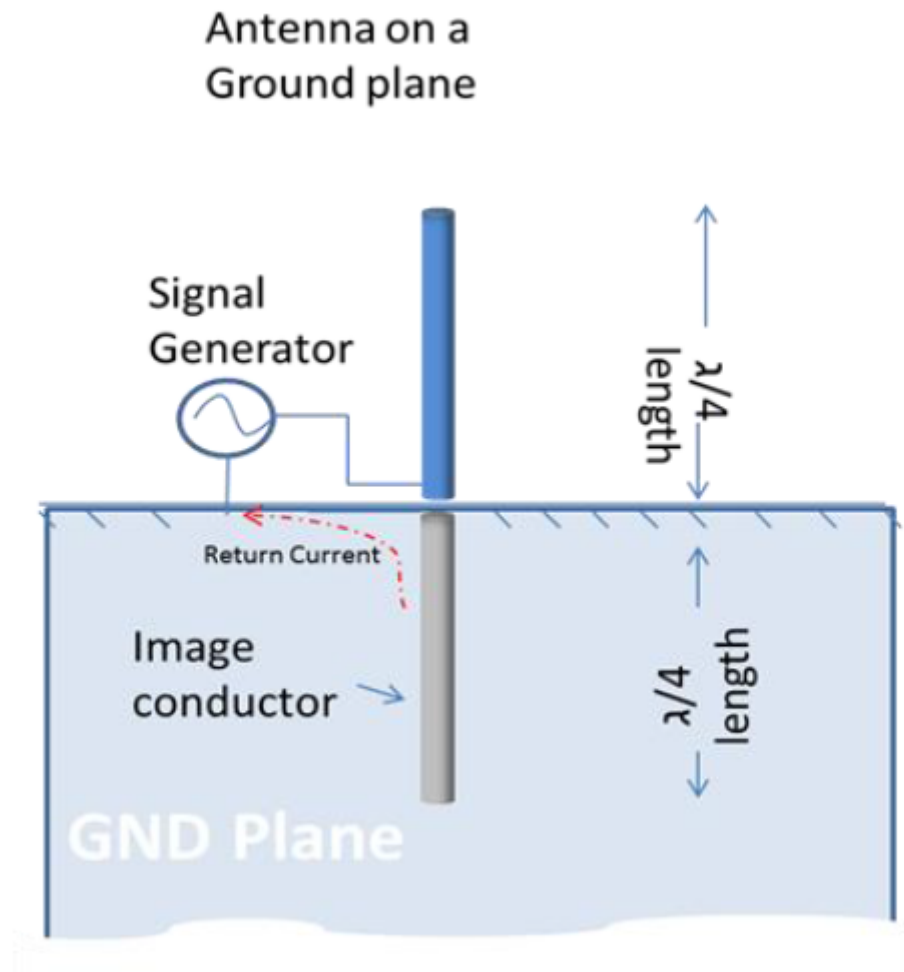 Antenna on a
Ground plane
Signal
Generator
λ/4
length
Return Current
Image
conductor
λ/4
length
GND Plane